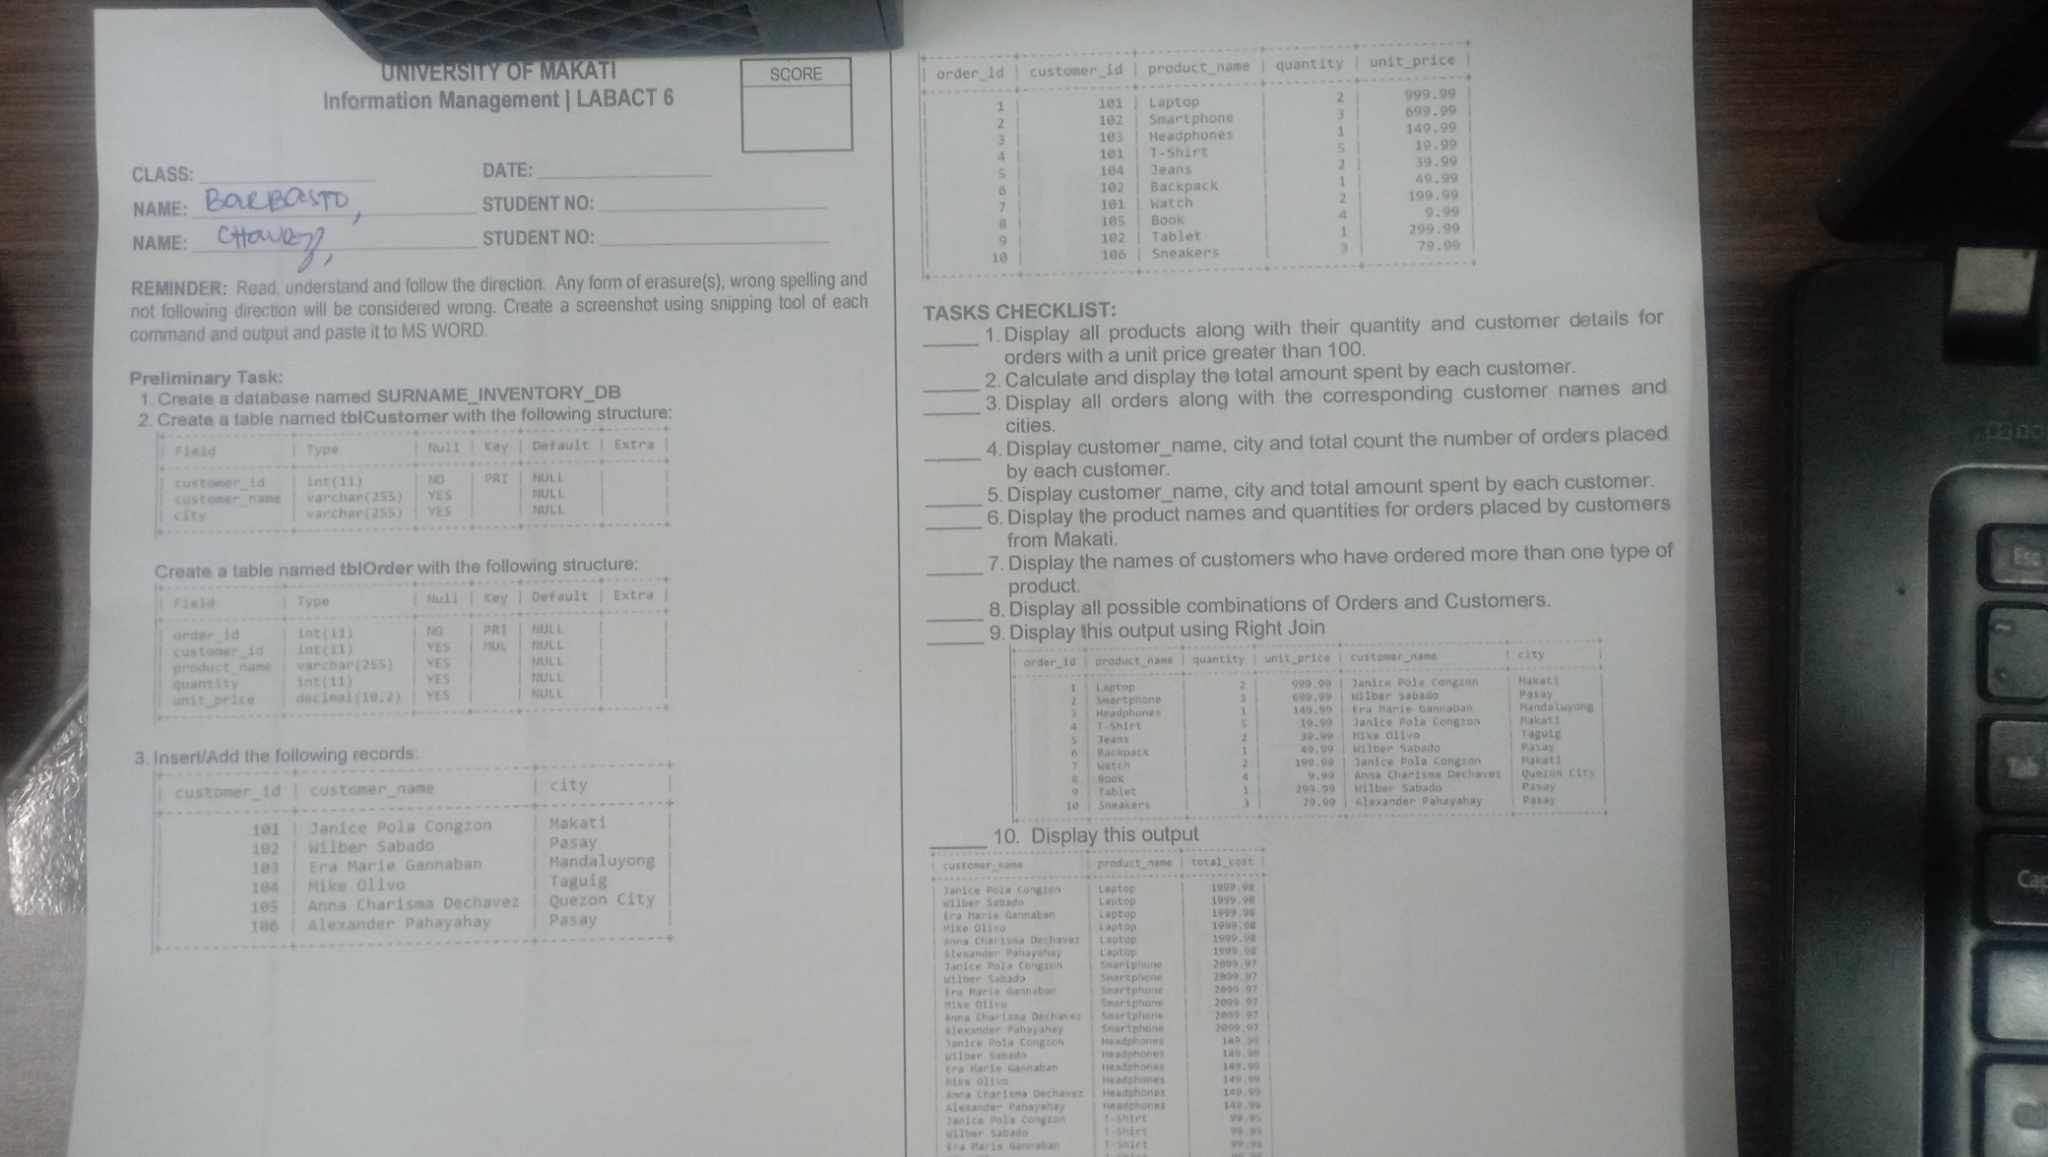 UNIVERSITY OF MAKATI
Information Management | LABACT 6
SCORE
CLASS:
DATE:
NAME: BarBasto,
STUDENT NO:
NAME:
STUDENT NO:
REMINDER: Read, understand and follow the direction. Any form of erasure(s), wrong spelling and
not following direction will be considered wrong. Create a screenshot using snipping tool of each
command and output and paste it to MS WORD.
Preliminary Task:
1. Create a database named SURNAME_INVENTORY_DB
2. Create a table named tblCustomer with the following structure:
Field | Type | Null | Key | Default | Extra
customer_id | int(11) | NO | PRI | NULL
customer_name | varchar(255) | YES | | NULL
city | varchar(255) | YES | | NULL
Create a table named tblOrder with the following structure:
Field | Type | Null | Key | Default | Extra
order_id | int(11) | NO | PRI | NULL
customer_id | int(11) | YES | MUL | NULL
product_name | varchar(255) | YES | | NULL
quantity | int(11) | YES | | NULL
unit_price | decimal(10,2) | YES | | NULL
3. Insert/Add the following records:
customer_id | customer_name | city
101 | Janice Pola Congzon | Makati
102 | Wilber Sabado | Pasay
103 | Era Marie Gannaban | Mandaluyong
104 | Mike Olivo | Taguig
105 | Anna Charisma Dechavez | Quezon City
106 | Alexander Pahayahay | Pasay
order_id | customer_id | product_name | quantity | unit_price
1 | 101 | Laptop | 2 | 999.99
2 | 102 | Smartphone | 3 | 699.99
3 | 103 | Headphones | 1 | 149.99
4 | 101 | T-Shirt | 5 | 19.99
5 | 104 | Jeans | 2 | 39.99
6 | 102 | Backpack | 1 | 49.99
7 | 101 | Watch | 2 | 199.99
8 | 105 | Book | 4 | 9.99
9 | 102 | Tablet | 1 | 299.99
10 | 106 | Sneakers | 3 | 79.99
TASKS CHECKLIST:
1. Display all products along with their quantity and customer details for
orders with a unit price greater than 100.
2. Calculate and display the total amount spent by each customer.
3. Display all orders along with the corresponding customer names and
cities.
4. Display customer_name, city and total count the number of orders placed
by each customer.
5. Display customer_name, city and total amount spent by each customer.
6. Display the product names and quantities for orders placed by customers
from Makati.
7. Display the names of customers who have ordered more than one type of
product.
8. Display all possible combinations of Orders and Customers.
9. Display this output using Right Join
order_id | product_name | quantity | unit_price | customer_name | city
1 | Laptop | 2 | 999.99 | Janice Pola Congzon | Makati
2 | Smartphone | 3 | 699.99 | Wilber Sabado | Pasay
3 | Headphones | 1 | 149.99 | Era Marie Gannaban | Mandaluyong
4 | T-Shirt | 5 | 19.99 | Janice Pola Congzon | Makati
5 | Jeans | 2 | 39.99 | Mike Olivo | Taguig
6 | Backpack | 1 | 49.99 | Wilber Sabado | Pasay
7 | Watch | 2 | 199.99 | Janice Pola Congzon | Makati
8 | Book | 4 | 9.99 | Anna Charisma Dechavez | Quezon City
9 | Tablet | 1 | 299.99 | Wilber Sabado | Pasay
10 | Sneakers | 3 | 79.99 | Alexander Pahayahay | Pasay
10. Display this output
customer_name | product_name | total_cost
Janice Pola Congzon | Laptop | 1999.98
Wilber Sabado | Laptop | 1999.98
Era Marie Gannaban | Laptop | 1999.98
Mike Olivo | Laptop | 1999.98
Anna Charisma Dechavez | Laptop | 1999.98
Alexander Pahayahay | Laptop | 1999.98
Janice Pola Congzon | Smartphone | 2099.97
Wilber Sabado | Smartphone | 2099.97
Era Marie Gannaban | Smartphone | 2099.97
Mike Olivo | Smartphone | 2099.97
Anna Charisma Dechavez | Smartphone | 2099.97
Alexander Pahayahay | Smartphone | 2099.97
Janice Pola Congzon | Headphones | 149.99
Wilber Sabado | Headphones | 149.99
Era Marie Gannaban | Headphones | 149.99
Mike Olivo | Headphones | 149.99
Anna Charisma Dechavez | Headphones | 149.99
Alexander Pahayahay | Headphones | 149.99
Janice Pola Congzon | T-Shirt | 99.95
Wilber Sabado | T-Shirt | 99.95
Era Marie Gannaban | T-Shirt | 99.95
Esc
Tab
Cap